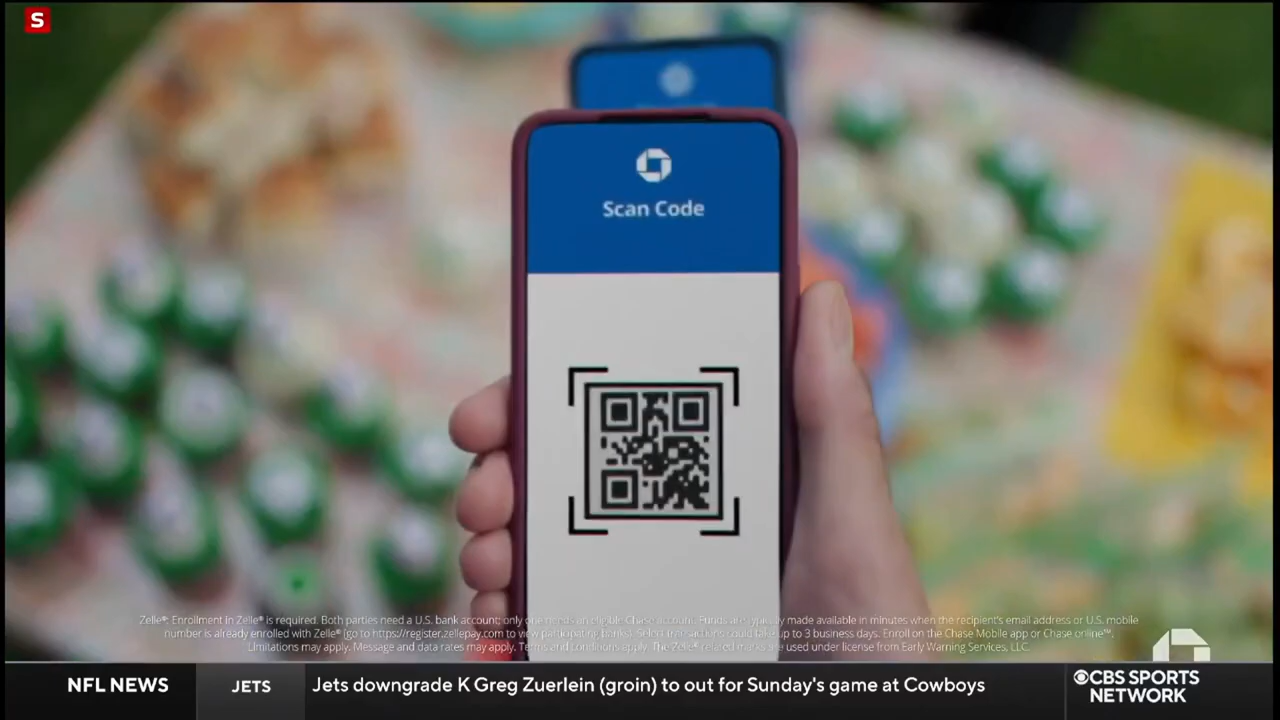 S
Scan Code
Zelle®: Enrollment in Zelle® is required. Both parties need a U.S. bank account; only one needs an eligible Chase account. Funds are typically made available in minutes when the recipient's email address or U.S. mobile
number is already enrolled with Zelle® (go to https://register.zellepay.com to view participating banks). Select transactions could take up to 3 business days. Enroll on the Chase Mobile app or Chase online℠.
Limitations may apply. Message and data rates may apply. Terms and conditions apply. The Zelle® related marks are used under license from Early Warning Services, LLC.
NFL NEWS
JETS
Jets downgrade K Greg Zuerlein (groin) to out for Sunday's game at Cowboys
CBS SPORTS
NETWORK